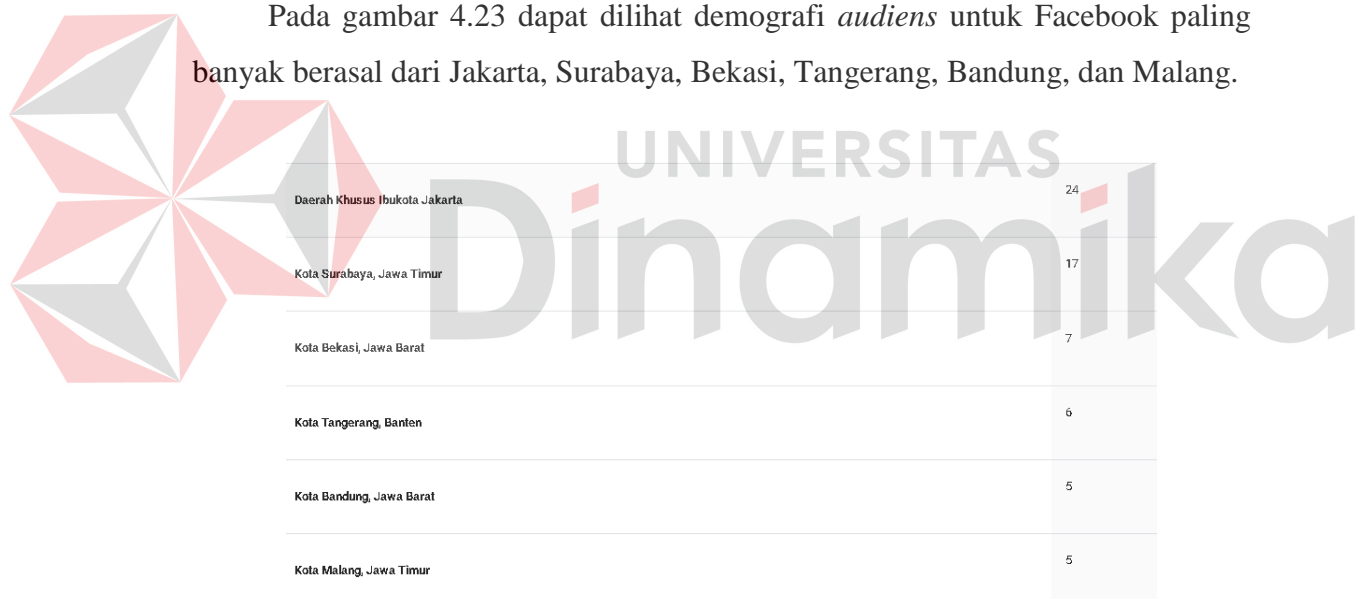 Pada gambar 4.23 dapat dilihat demografi audiens untuk Facebook paling
banyak berasal dari Jakarta, Surabaya, Bekasi, Tangerang, Bandung, dan Malang.
UNIVERSITAS
Dinamika
Daerah Khusus Ibukota Jakarta 24
Kota Surabaya, Jawa Timur 17
Kota Bekasi, Jawa Barat 7
Kota Tangerang, Banten 6
Kota Bandung, Jawa Barat 5
Kota Malang, Jawa Timur 5